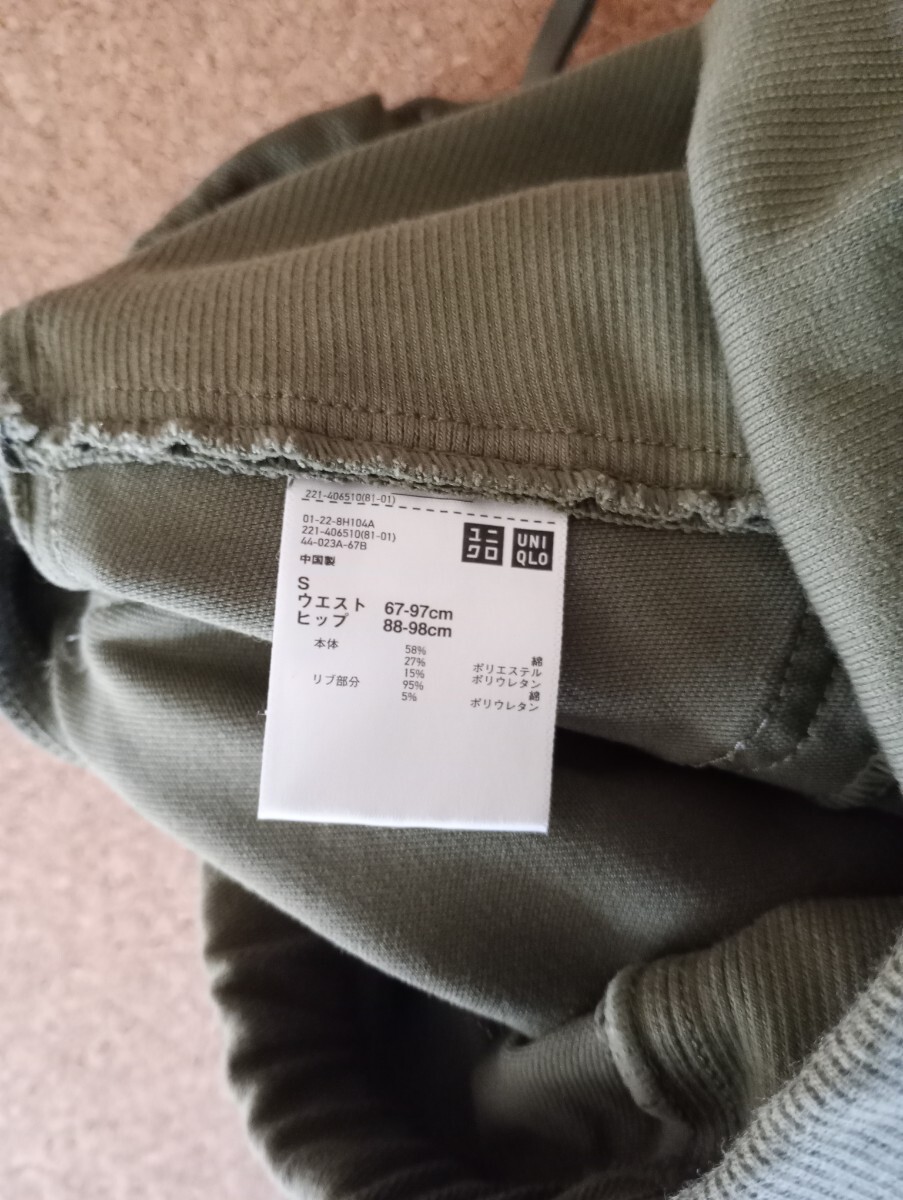 221-406510(81-01)
01-22-8H104A
221-406510(81-01)
44-023A-67B
ユニクロ
UNIQLO
中国製
S
ウエスト 67-97cm
ヒップ 88-98cm
本体 58% 綿
27% ポリエステル
15% ポリウレタン
リブ部分 95% 綿
5% ポリウレタン